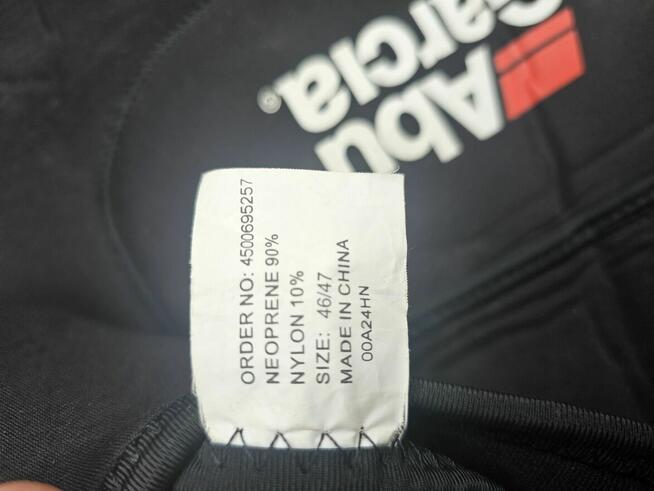 Abu
Garcia®
ORDER NO: 4500695257
NEOPRENE 90%
NYLON 10%
SIZE: 46/47
MADE IN CHINA
00A24HN